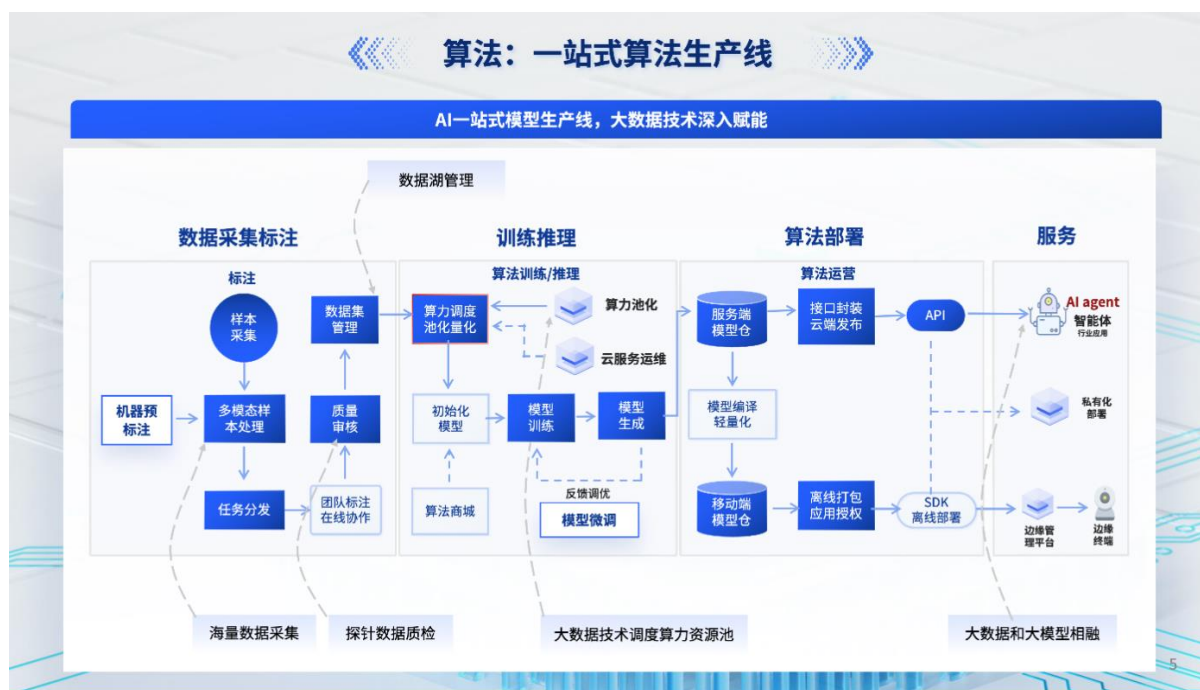 算法：一站式算法生产线
AI一站式模型生产线，大数据技术深入赋能
数据湖管理
数据采集标注
训练推理
算法部署
服务
标注
样本
采集
数据集
管理
机器预
标注
多模态样
本处理
质量
审核
任务分发
团队标注
在线协作
算法训练/推理
算力调度
池化量化
算力池化
云服务运维
初始化
模型
模型
训练
模型
生成
算法商城
反馈调优
模型微调
算法运营
服务端
模型仓
接口封装
云端发布
API
模型编译
轻量化
移动端
模型仓
离线打包
应用授权
SDK
离线部署
AI agent
智能体
行业应用
私有化
部署
边缘管
理平台
边缘
终端
海量数据采集
探针数据质检
大数据技术调度算力资源池
大数据和大模型相融
5